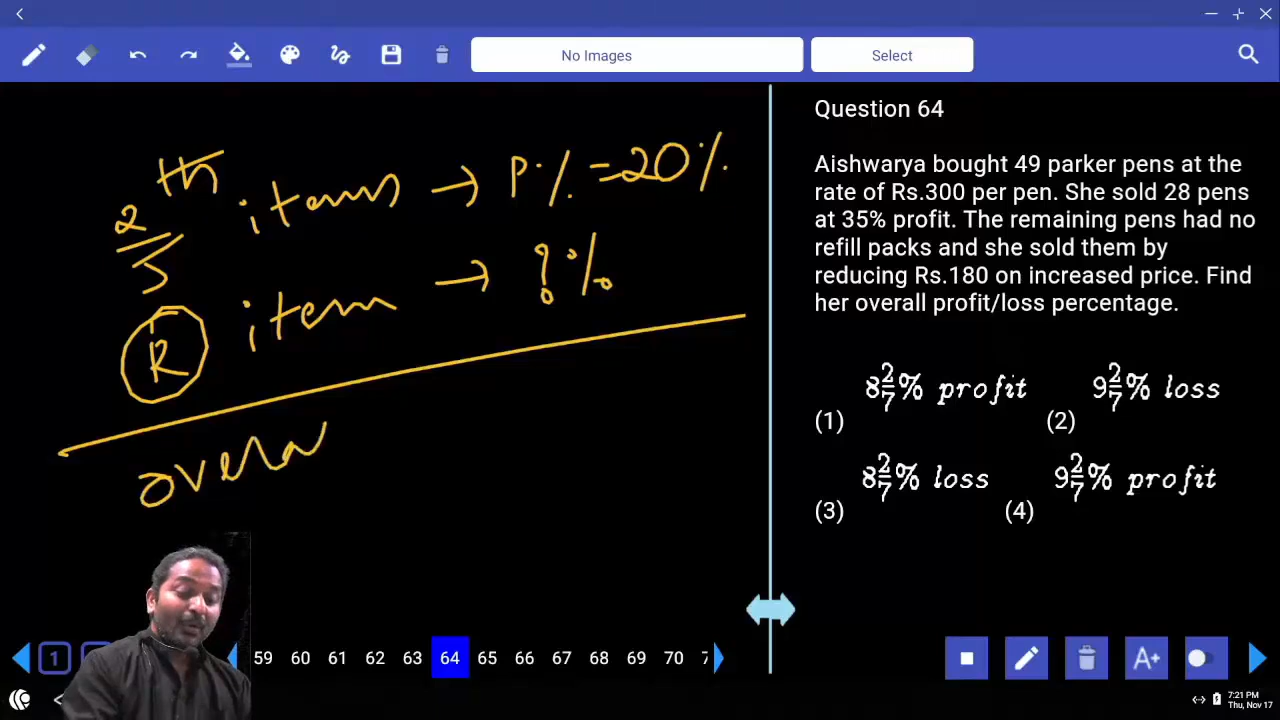 No Images
Select
2/5 th items → P% = 20%
R item → ?%
overa
Question 64
Aishwarya bought 49 parker pens at the
rate of Rs.300 per pen. She sold 28 pens
at 35% profit. The remaining pens had no
refill packs and she sold them by
reducing Rs.180 on increased price. Find
her overall profit/loss percentage.
(1) 8 2/7 % profit (2) 9 2/7 % loss
(3) 8 2/7 % loss (4) 9 2/7 % profit
1
59 60 61 62 63 64 65 66 67 68 69 70 7
A+
7:21 PM
Thu, Nov 17